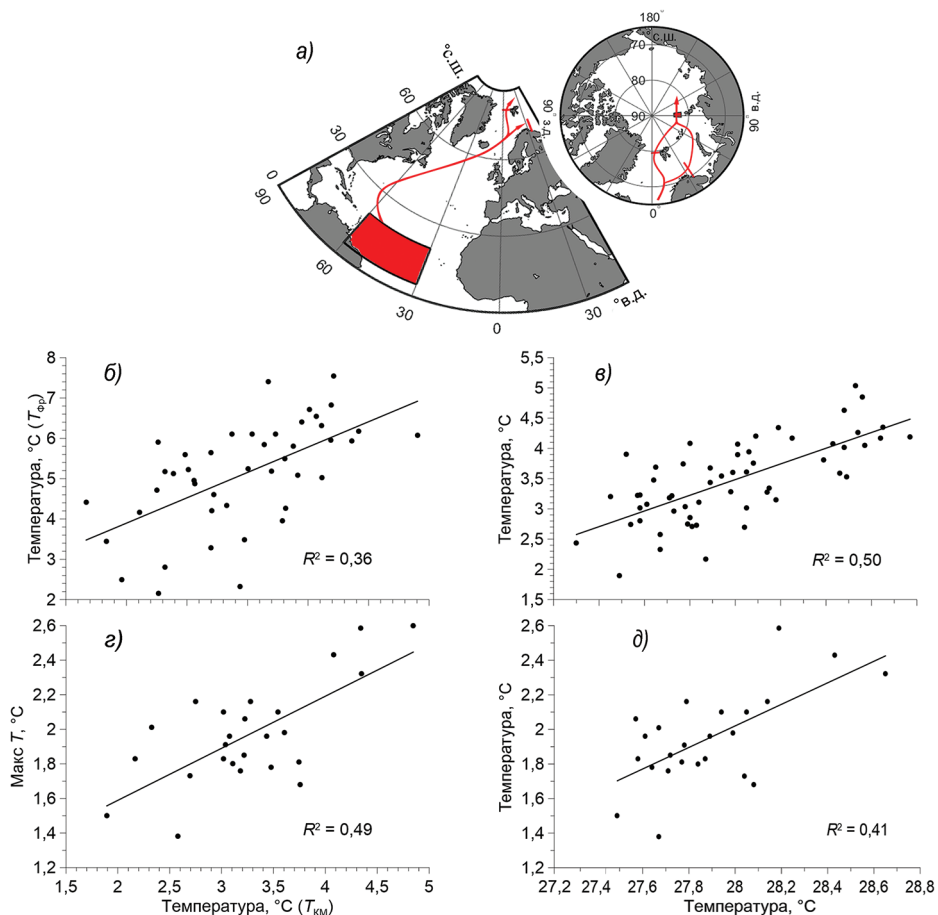 а)
180°
с.ш.
70
80
90
90 з.д.
90 в.д.
0°
°с.ш.
60
30
0
90
60
30
0
30
°в.д.
б)
Температура, °С (Tфр)
8
7
6
5
4
3
2
R² = 0,36
в)
Температура, °С
5,5
5
4,5
4
3,5
3
2,5
2
1,5
R² = 0,50
г)
Макс T, °С
2,6
2,4
2,2
2
1,8
1,6
1,4
1,2
R² = 0,49
1,5 2 2,5 3 3,5 4 4,5 5
Температура, °С (TКМ)
д)
Температура, °С
2,6
2,4
2,2
2
1,8
1,6
1,4
1,2
R² = 0,41
27,2 27,4 27,6 27,8 28 28,2 28,4 28,6 28,8
Температура, °С